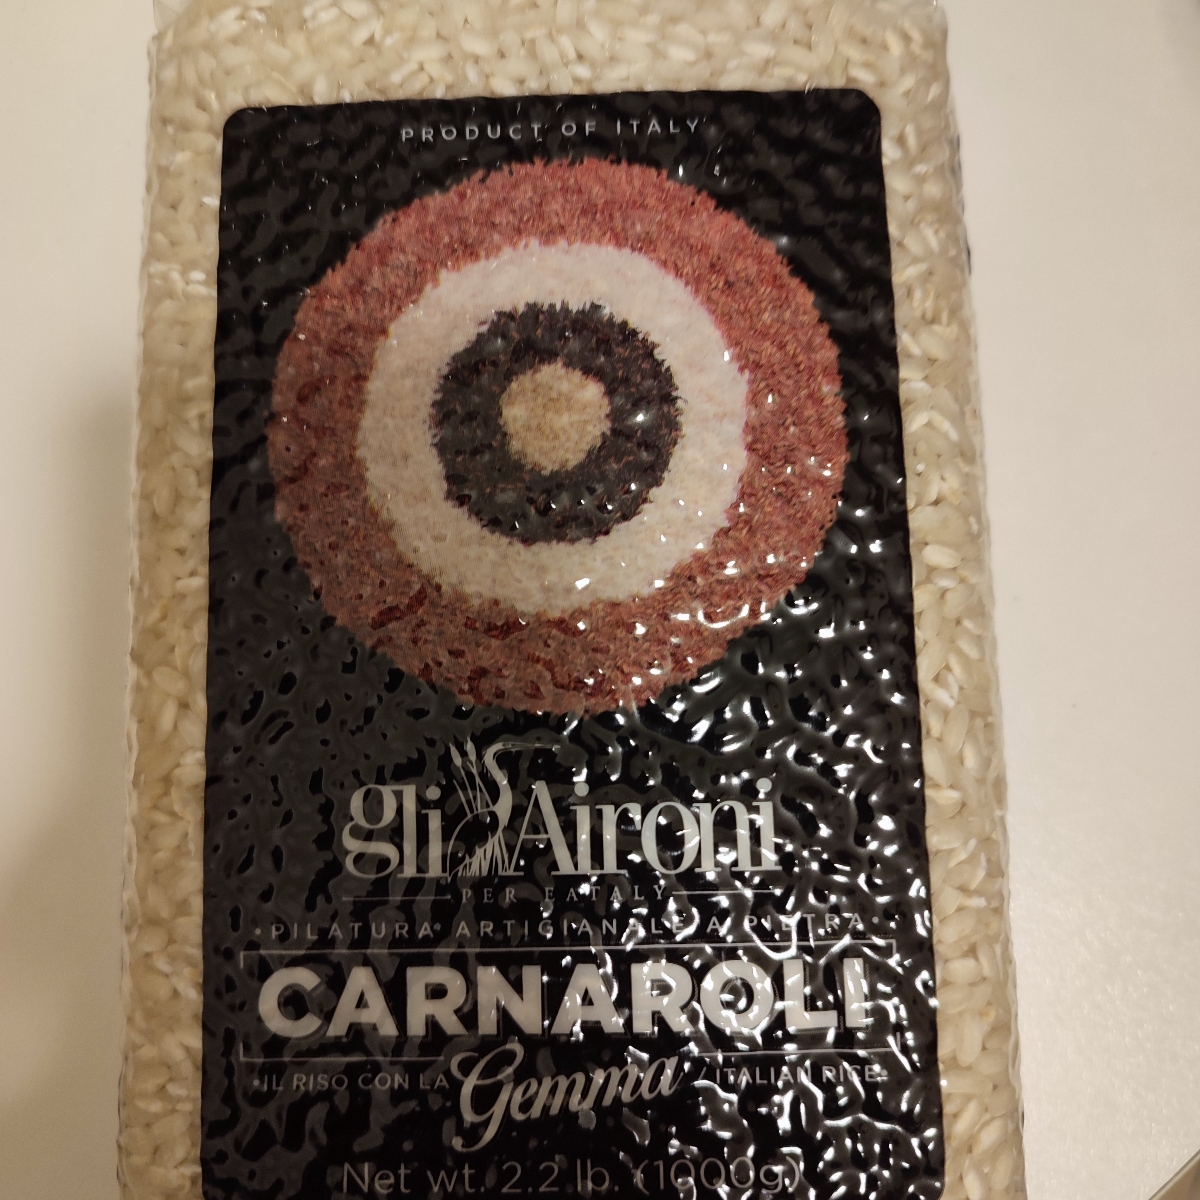 PRODUCT OF ITALY
gli Aironi
PER EATALY
•PILATURA ARTIGIANALE A PIETRA•
CARNAROLI
•IL RISO CON LA Gemma / ITALIAN RICE•
Net wt. 2.2 lb. (1000g)